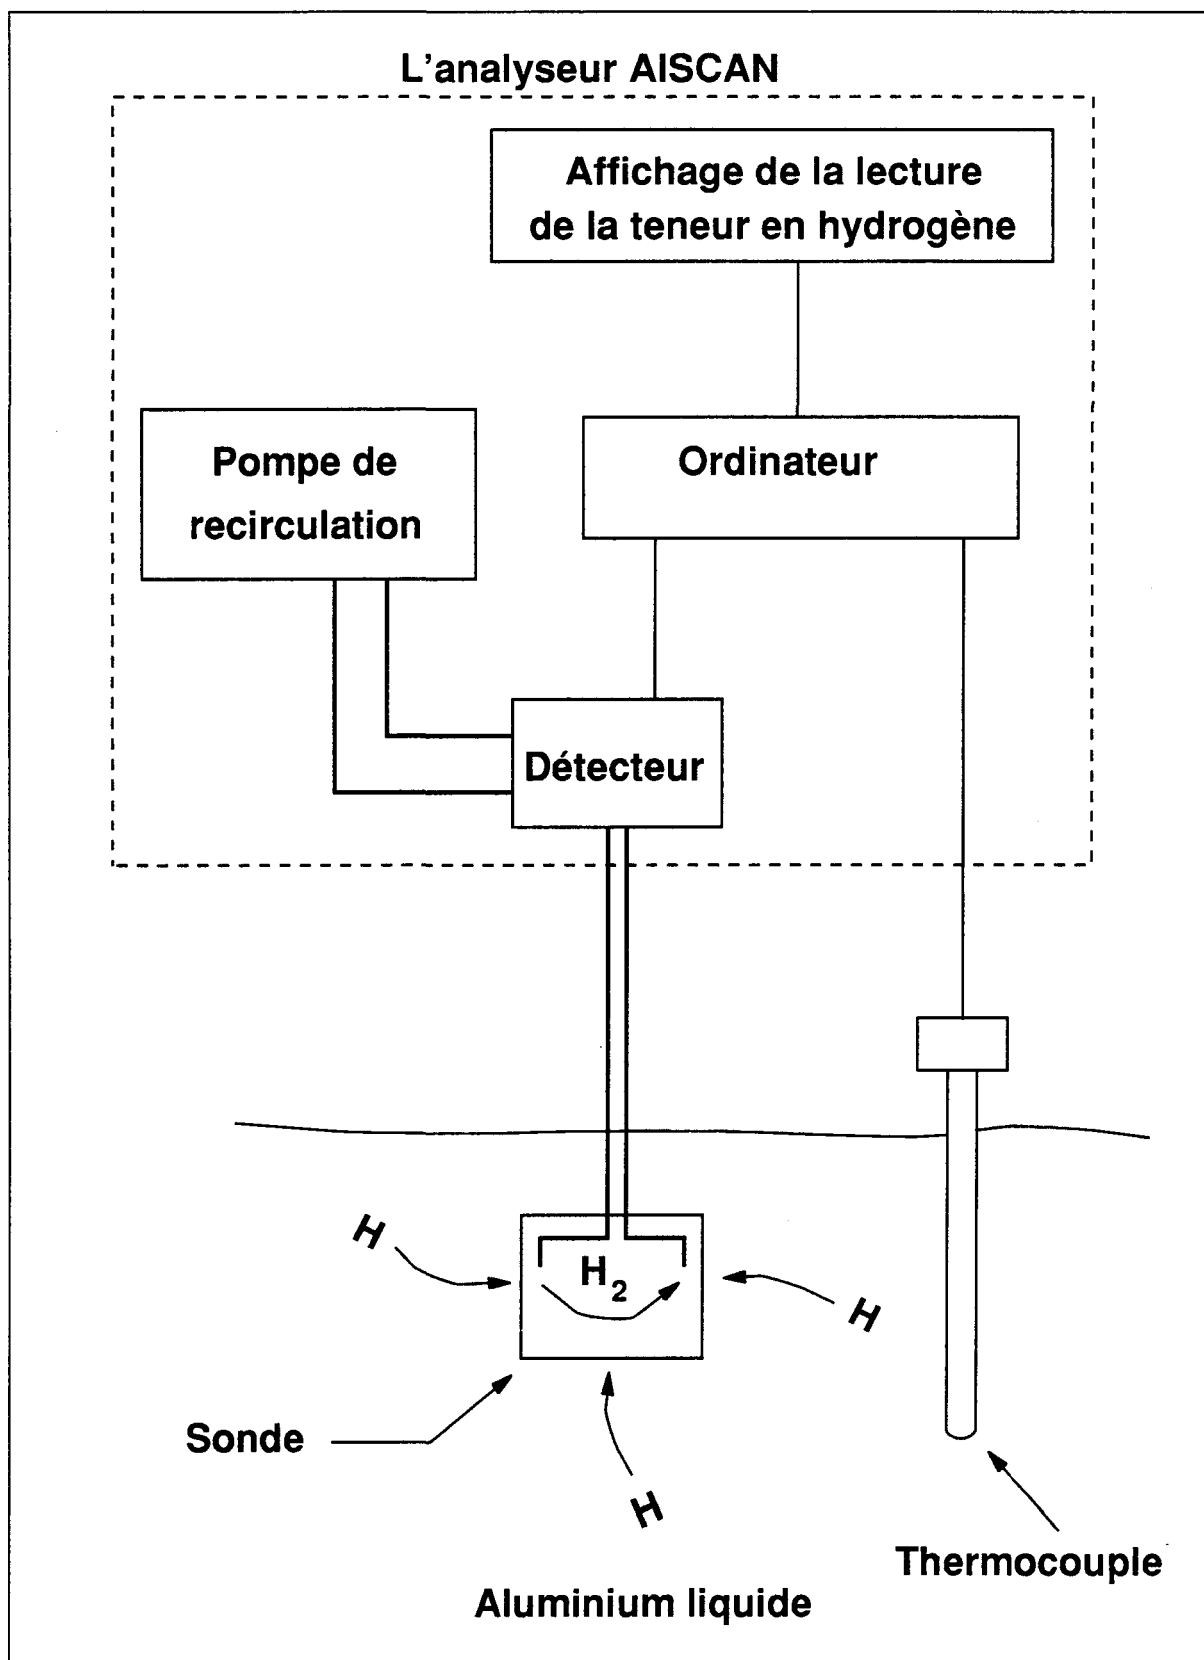 L'analyseur AlSCAN
Affichage de la lecture
de la teneur en hydrogène
Pompe de
recirculation
Ordinateur
Détecteur
H
H2
H
H
Sonde
Thermocouple
Aluminium liquide